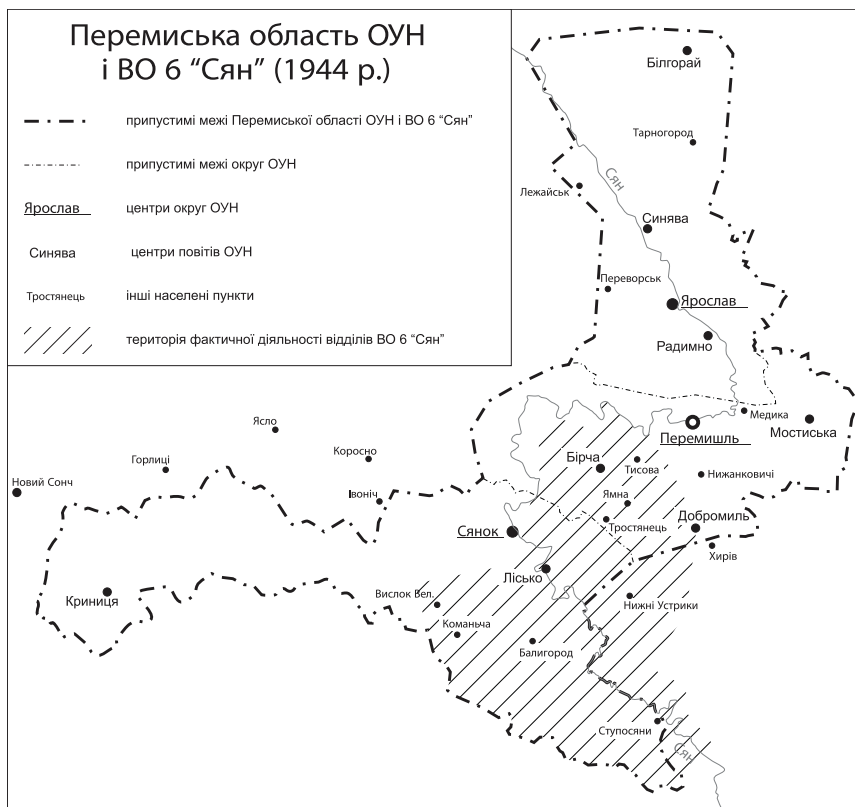 Перемиська область ОУН
і ВО 6 “Сян” (1944 р.)
припустимі межі Перемиської області ОУН і ВО 6 “Сян”
припустимі межі округ ОУН
Ярослав центри округ ОУН
Синява центри повітів ОУН
Тростянець інші населені пункти
територія фактичної діяльності відділів ВО 6 “Сян”
Білгорай
Тарногород
Сян
Лежайськ
Синява
Переворськ
Ярослав
Радимно
Медика
Мостиська
Перемишль
Ясло
Коросно
Горлиці
Новий Сонч
Івоніч
Бірча
Тисова
Нижанковичі
Ямна
Тростянець
Добромиль
Хирів
Сянок
Лісько
Криниця
Вислок Вел.
Нижні Устрики
Команьча
Балигород
Ступосяни
Сян